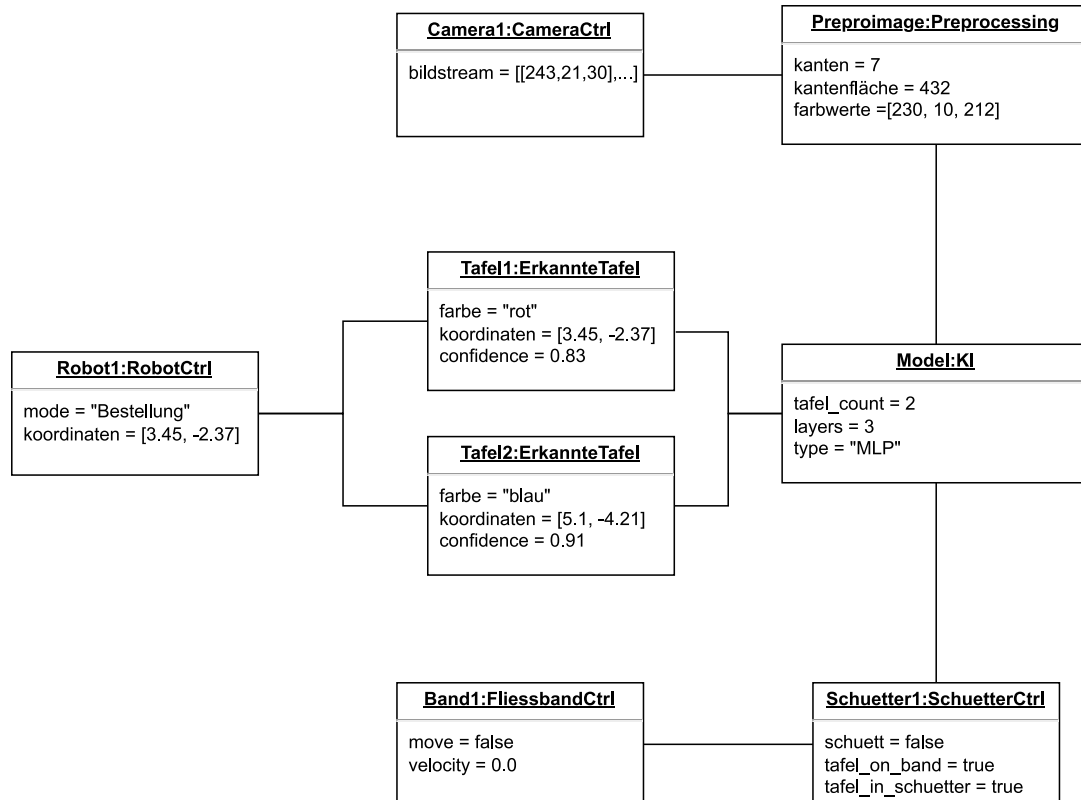 Camera1:CameraCtrl
bildstream = [[243,21,30],...]
Preproimage:Preprocessing
kanten = 7
kantenfläche = 432
farbwerte =[230, 10, 212]
Tafel1:ErkannteTafel
farbe = "rot"
koordinaten = [3.45, -2.37]
confidence = 0.83
Robot1:RobotCtrl
mode = "Bestellung"
koordinaten = [3.45, -2.37]
Model:KI
tafel_count = 2
layers = 3
type = "MLP"
Tafel2:ErkannteTafel
farbe = "blau"
koordinaten = [5.1, -4.21]
confidence = 0.91
Band1:FliessbandCtrl
move = false
velocity = 0.0
Schuetter1:SchuetterCtrl
schuett = false
tafel_on_band = true
tafel_in_schuetter = true